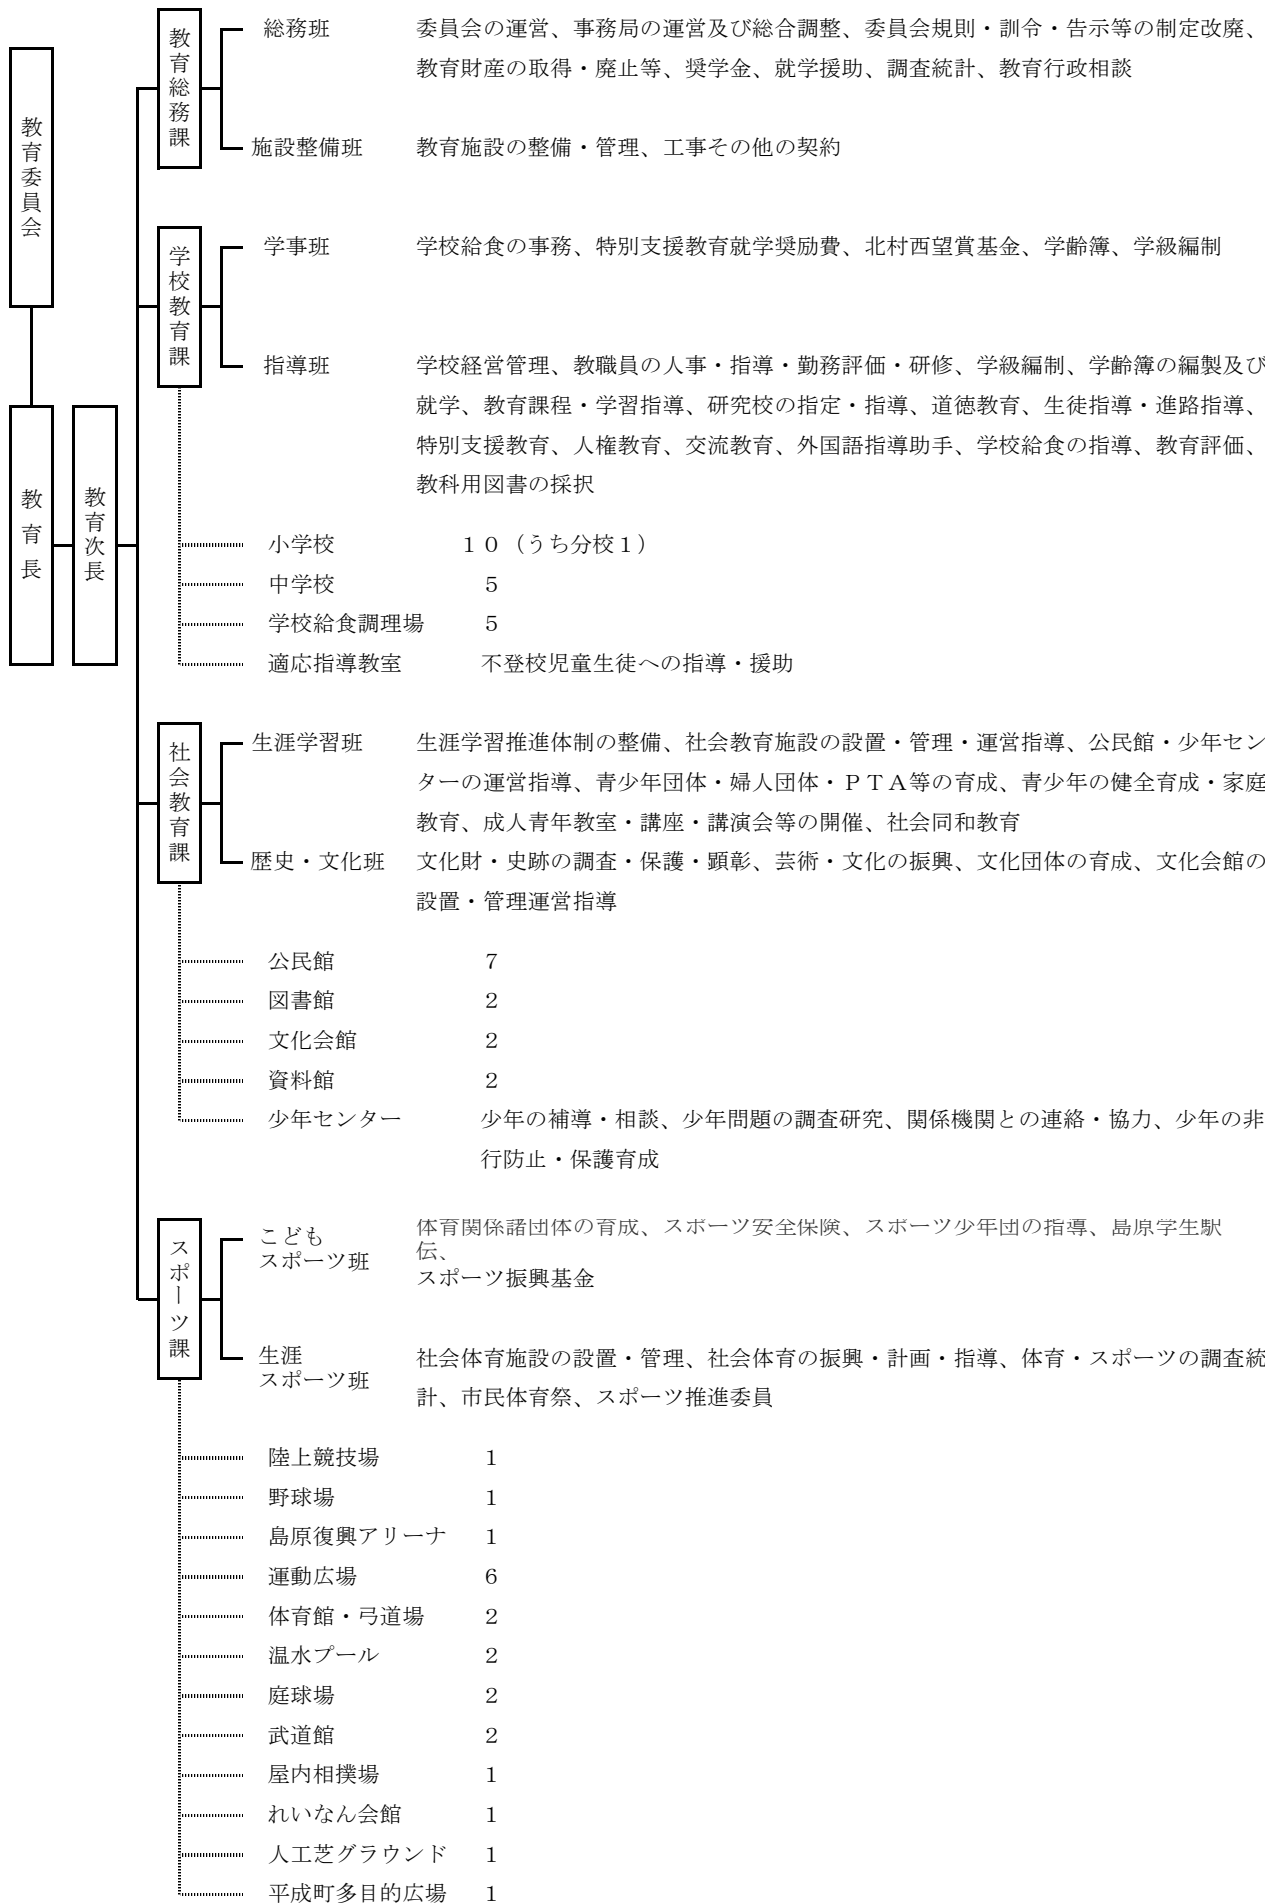 教育委員会
教育長
教育次長
教育総務課
総務班 委員会の運営、事務局の運営及び総合調整、委員会規則・訓令・告示等の制定改廃、
教育財産の取得・廃止等、奨学金、就学援助、調査統計、教育行政相談
施設整備班 教育施設の整備・管理、工事その他の契約
学校教育課
学事班 学校給食の事務、特別支援教育就学奨励費、北村西望賞基金、学齢簿、学級編制
指導班 学校経営管理、教職員の人事・指導・勤務評価・研修、学級編制、学齢簿の編製及び
就学、教育課程・学習指導、研究校の指定・指導、道徳教育、生徒指導・進路指導、
特別支援教育、人権教育、交流教育、外国語指導助手、学校給食の指導、教育評価、
教科用図書の採択
小学校 10（うち分校１）
中学校 5
学校給食調理場 5
適応指導教室 不登校児童生徒への指導・援助
社会教育課
生涯学習班 生涯学習推進体制の整備、社会教育施設の設置・管理・運営指導、公民館・少年セン
ターの運営指導、青少年団体・婦人団体・ＰＴＡ等の育成、青少年の健全育成・家庭
教育、成人青年教室・講座・講演会等の開催、社会同和教育
歴史・文化班 文化財・史跡の調査・保護・顕彰、芸術・文化の振興、文化団体の育成、文化会館の
設置・管理運営指導
公民館 7
図書館 2
文化会館 2
資料館 2
少年センター 少年の補導・相談、少年問題の調査研究、関係機関との連絡・協力、少年の非
行防止・保護育成
スポーツ課
こども
スポーツ班
体育関係諸団体の育成、スポーツ安全保険、スポーツ少年団の指導、島原学生駅
伝、
スポーツ振興基金
生涯
スポーツ班
社会体育施設の設置・管理、社会体育の振興・計画・指導、体育・スポーツの調査統
計、市民体育祭、スポーツ推進委員
陸上競技場 1
野球場 1
島原復興アリーナ 1
運動広場 6
体育館・弓道場 2
温水プール 2
庭球場 2
武道館 2
屋内相撲場 1
れいなん会館 1
人工芝グラウンド 1
平成町多目的広場 1